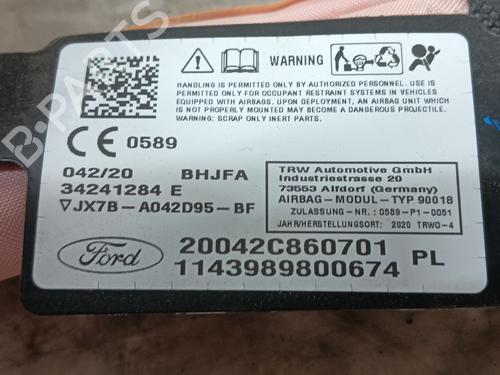 WARNING
HANDLING IS PERMITTED ONLY BY AUTHORIZED PERSONNEL. USE IS
PERMITTED ONLY FOR OCCUPANT RESTRAINT SYSTEMS IN VEHICLES
EQUIPPED WITH AIRBAGS. UPON DEPLOYMENT, AN AIRBAG UNIT WHICH
IS NOT PROPERLY MOUNTED MAY BECOME A DANGEROUS PROJECTILE.
WARNING: SCRAP ONLY INERT PARTS.
CE 0589
042/20 BHJFA
34241284 E
JX7B-A042D95-BF
TRW Automotive GmbH
Industriestrasse 20
73553 Alfdorf (Germany)
AIRBAG-MODUL-TYP 90018
ZULASSUNG-NR.: 0589-P1-0051
JAHR/HERSTELLUNGSORT: 2020 TRWO-4
Ford
20042C860701
1143989800674 PL
B-PARTS